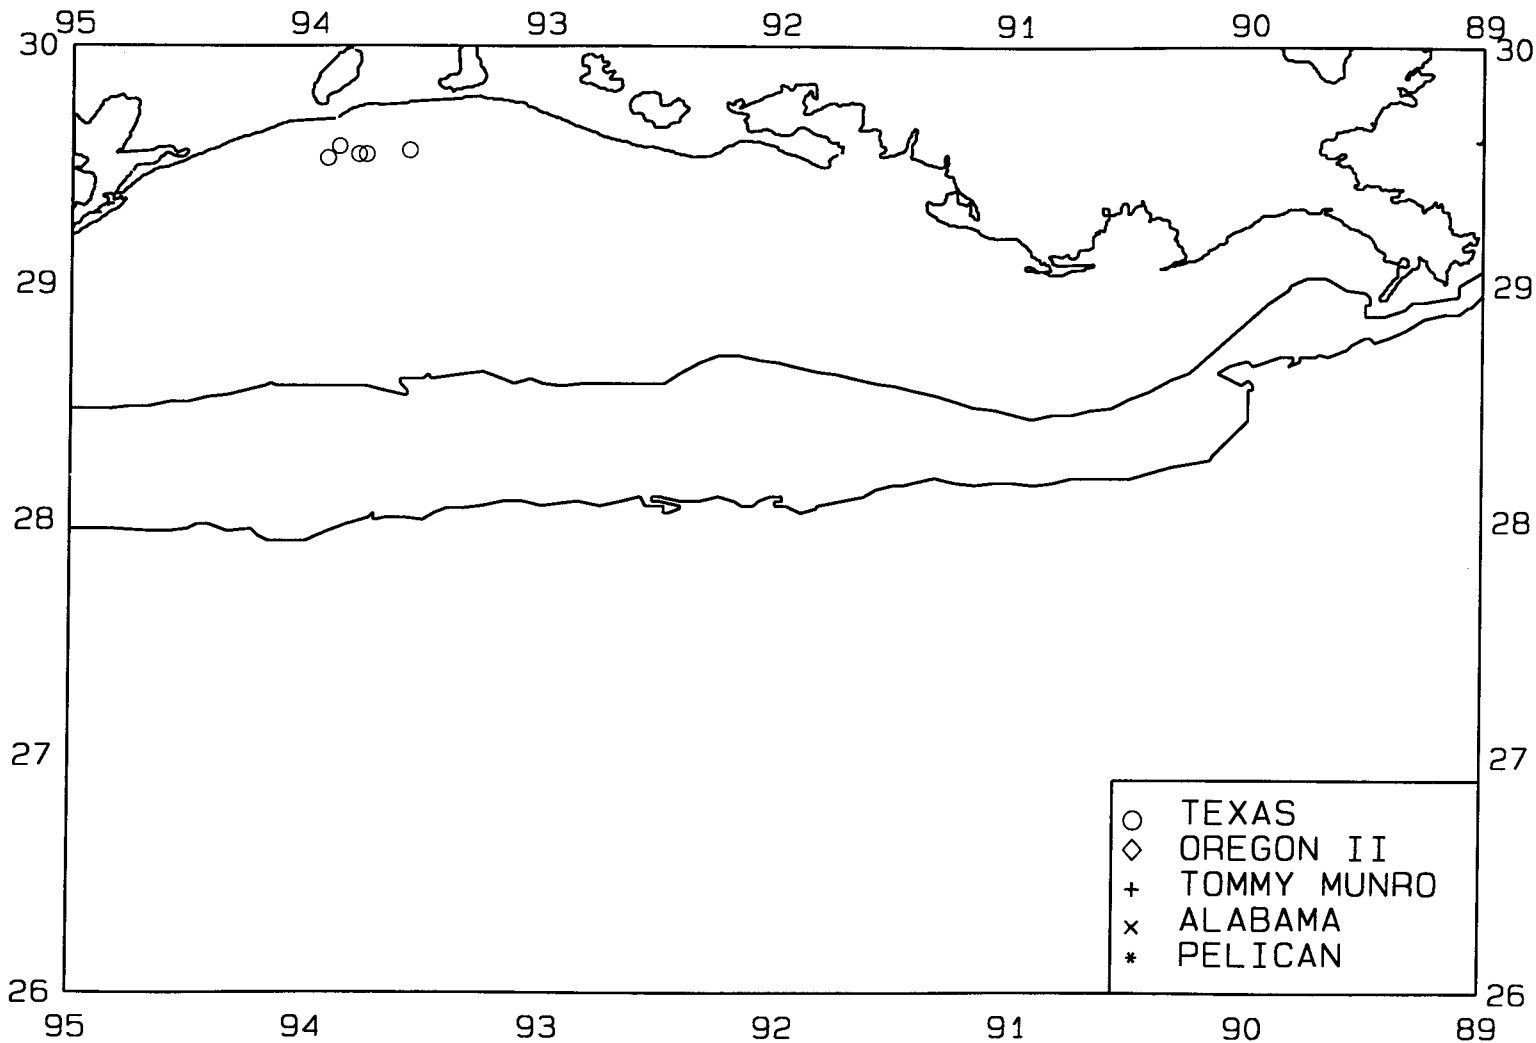 95 94 93 92 91 90 89
30 30
29 29
28 28
27 27
○ TEXAS
◇ OREGON II
+ TOMMY MUNRO
× ALABAMA
* PELICAN
26 26
95 94 93 92 91 90 89